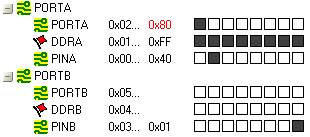 PORTA
PORTA 0x02... 0x80
DDRA 0x01... 0xFF
PINA 0x00... 0x40
PORTB
PORTB 0x05...
DDRB 0x04...
PINB 0x03... 0x01